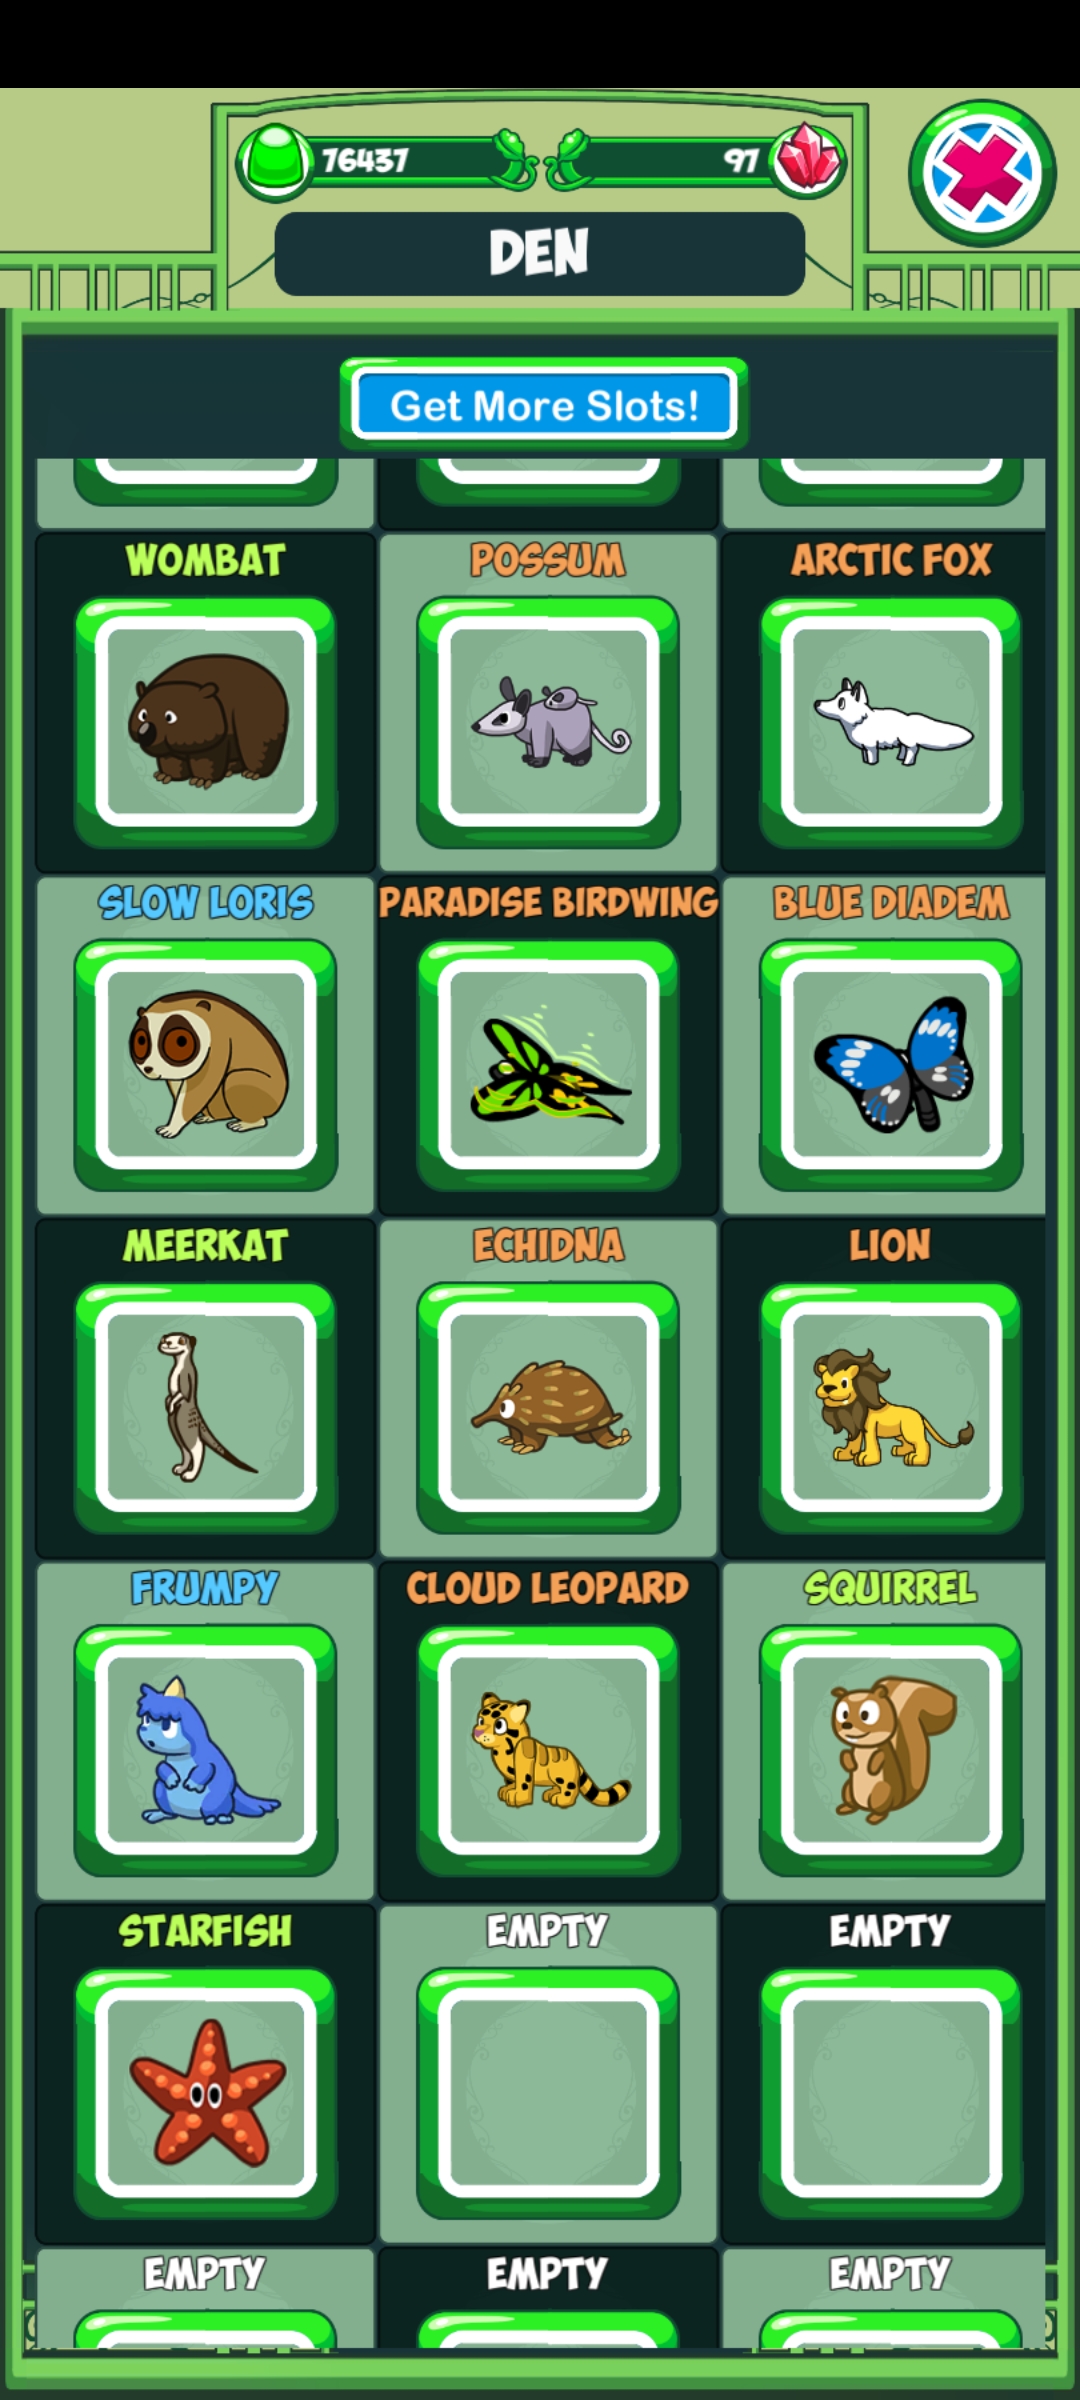 76437 97
DEN
Get More Slots!
WOMBAT POSSUM ARCTIC FOX
SLOW LORIS PARADISE BIRDWING BLUE DIADEM
MEERKAT ECHIDNA LION
FRUMPY CLOUD LEOPARD SQUIRREL
STARFISH EMPTY EMPTY
EMPTY EMPTY EMPTY